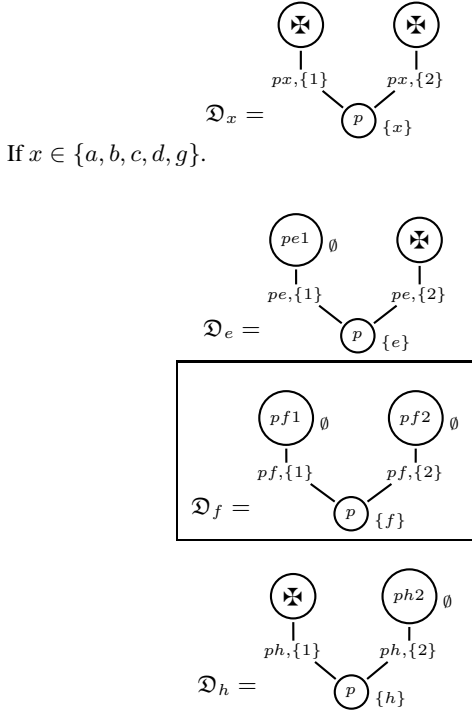 ✠ ✠
px,{1} px,{2}
𝔇x = p {x}
If x ∈ {a, b, c, d, g}.
pe1 ∅ ✠
pe,{1} pe,{2}
𝔇e = p {e}
pf1 ∅ pf2 ∅
pf,{1} pf,{2}
𝔇f = p {f}
✠ ph2 ∅
ph,{1} ph,{2}
𝔇h = p {h}